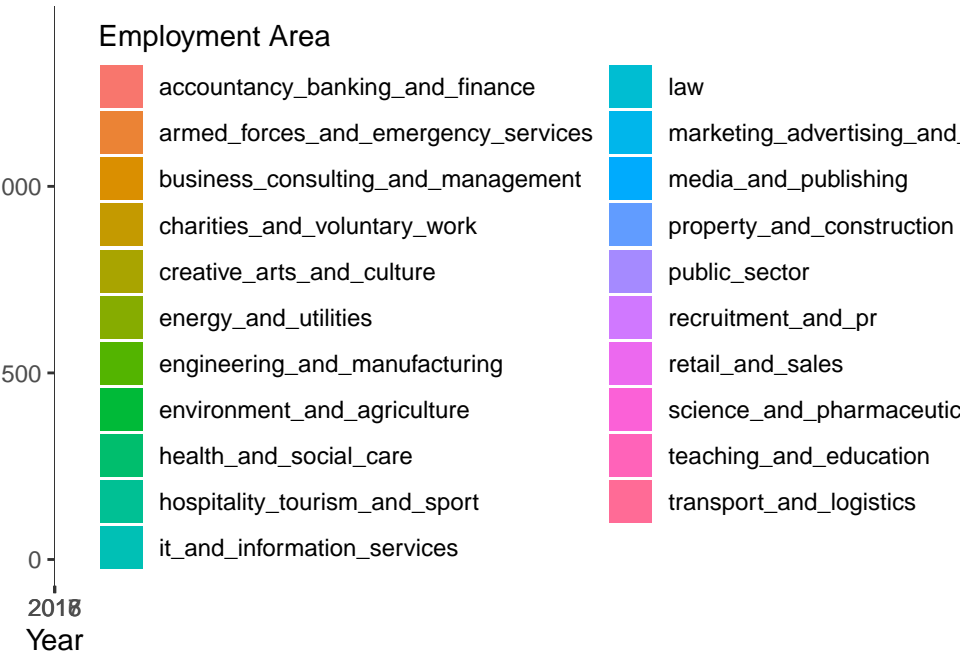 Employment Area
accountancy_banking_and_finance
armed_forces_and_emergency_services
business_consulting_and_management
charities_and_voluntary_work
creative_arts_and_culture
energy_and_utilities
engineering_and_manufacturing
environment_and_agriculture
health_and_social_care
hospitality_tourism_and_sport
it_and_information_services
law
marketing_advertising_and_
media_and_publishing
property_and_construction
public_sector
recruitment_and_pr
retail_and_sales
science_and_pharmaceutic
teaching_and_education
transport_and_logistics
000
500
0
Year